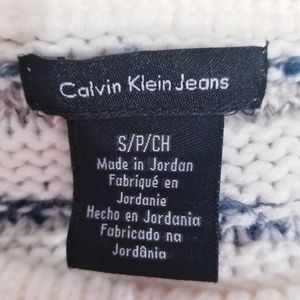 Calvin Klein Jeans
S/P/CH
Made in Jordan
Fabriqué en
Jordanie
Hecho en Jordania
Fabricado na
Jordânia